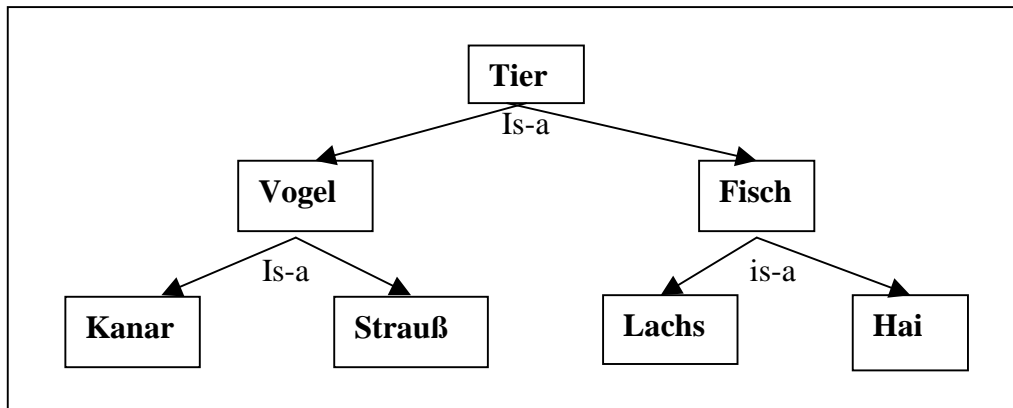 Tier
Is-a
Vogel
Fisch
Is-a
is-a
Kanar
Strauß
Lachs
Hai